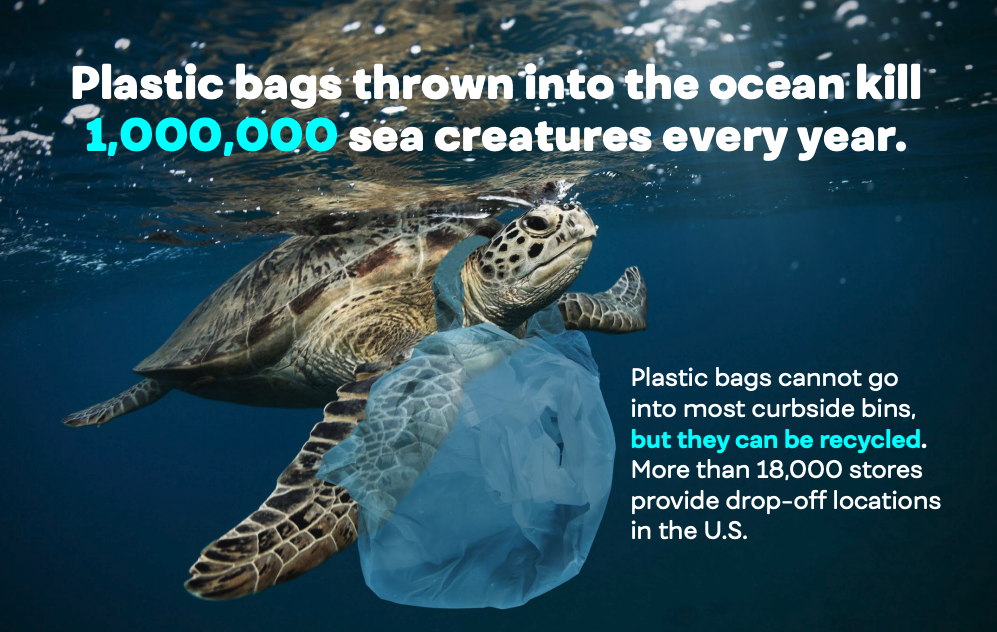 Plastic bags thrown into the ocean kill
1,000,000 sea creatures every year.
Plastic bags cannot go
into most curbside bins,
but they can be recycled.
More than 18,000 stores
provide drop-off locations
in the U.S.